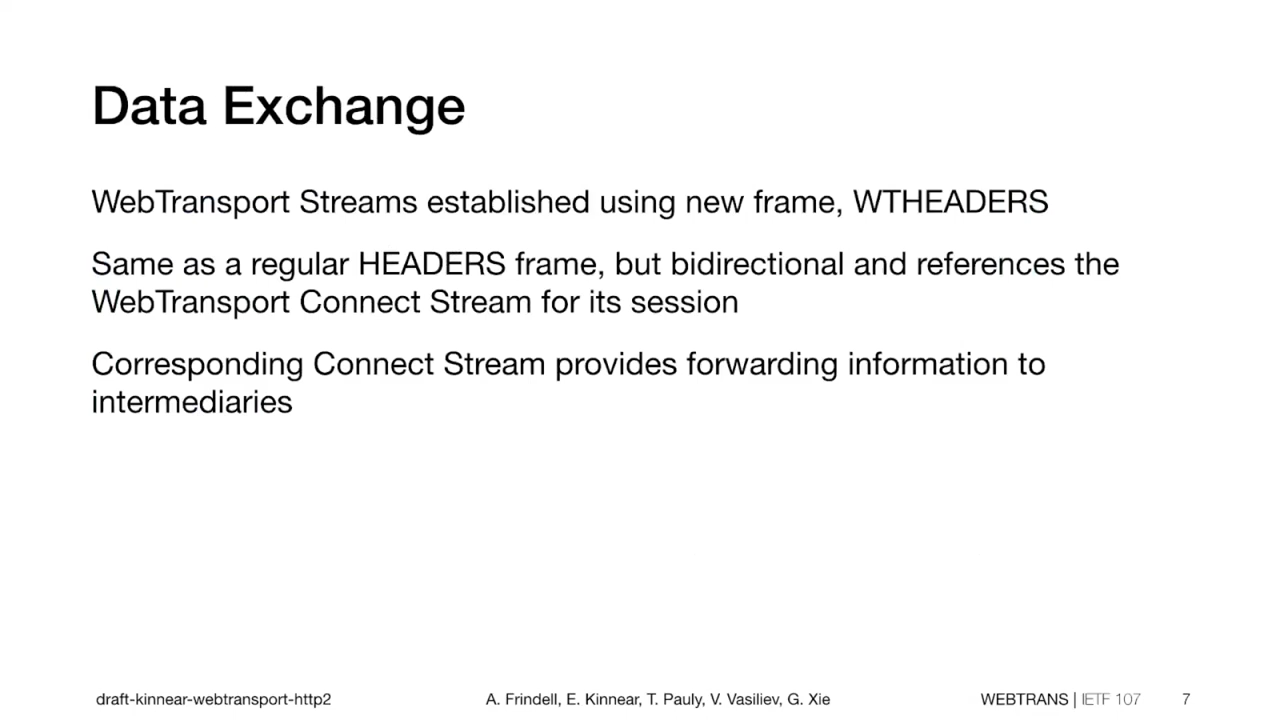 Data Exchange
WebTransport Streams established using new frame, WTHEADERS
Same as a regular HEADERS frame, but bidirectional and references the
WebTransport Connect Stream for its session
Corresponding Connect Stream provides forwarding information to
intermediaries
draft-kinnear-webtransport-http2 A. Frindell, E. Kinnear, T. Pauly, V. Vasiliev, G. Xie WEBTRANS | IETF 107 7